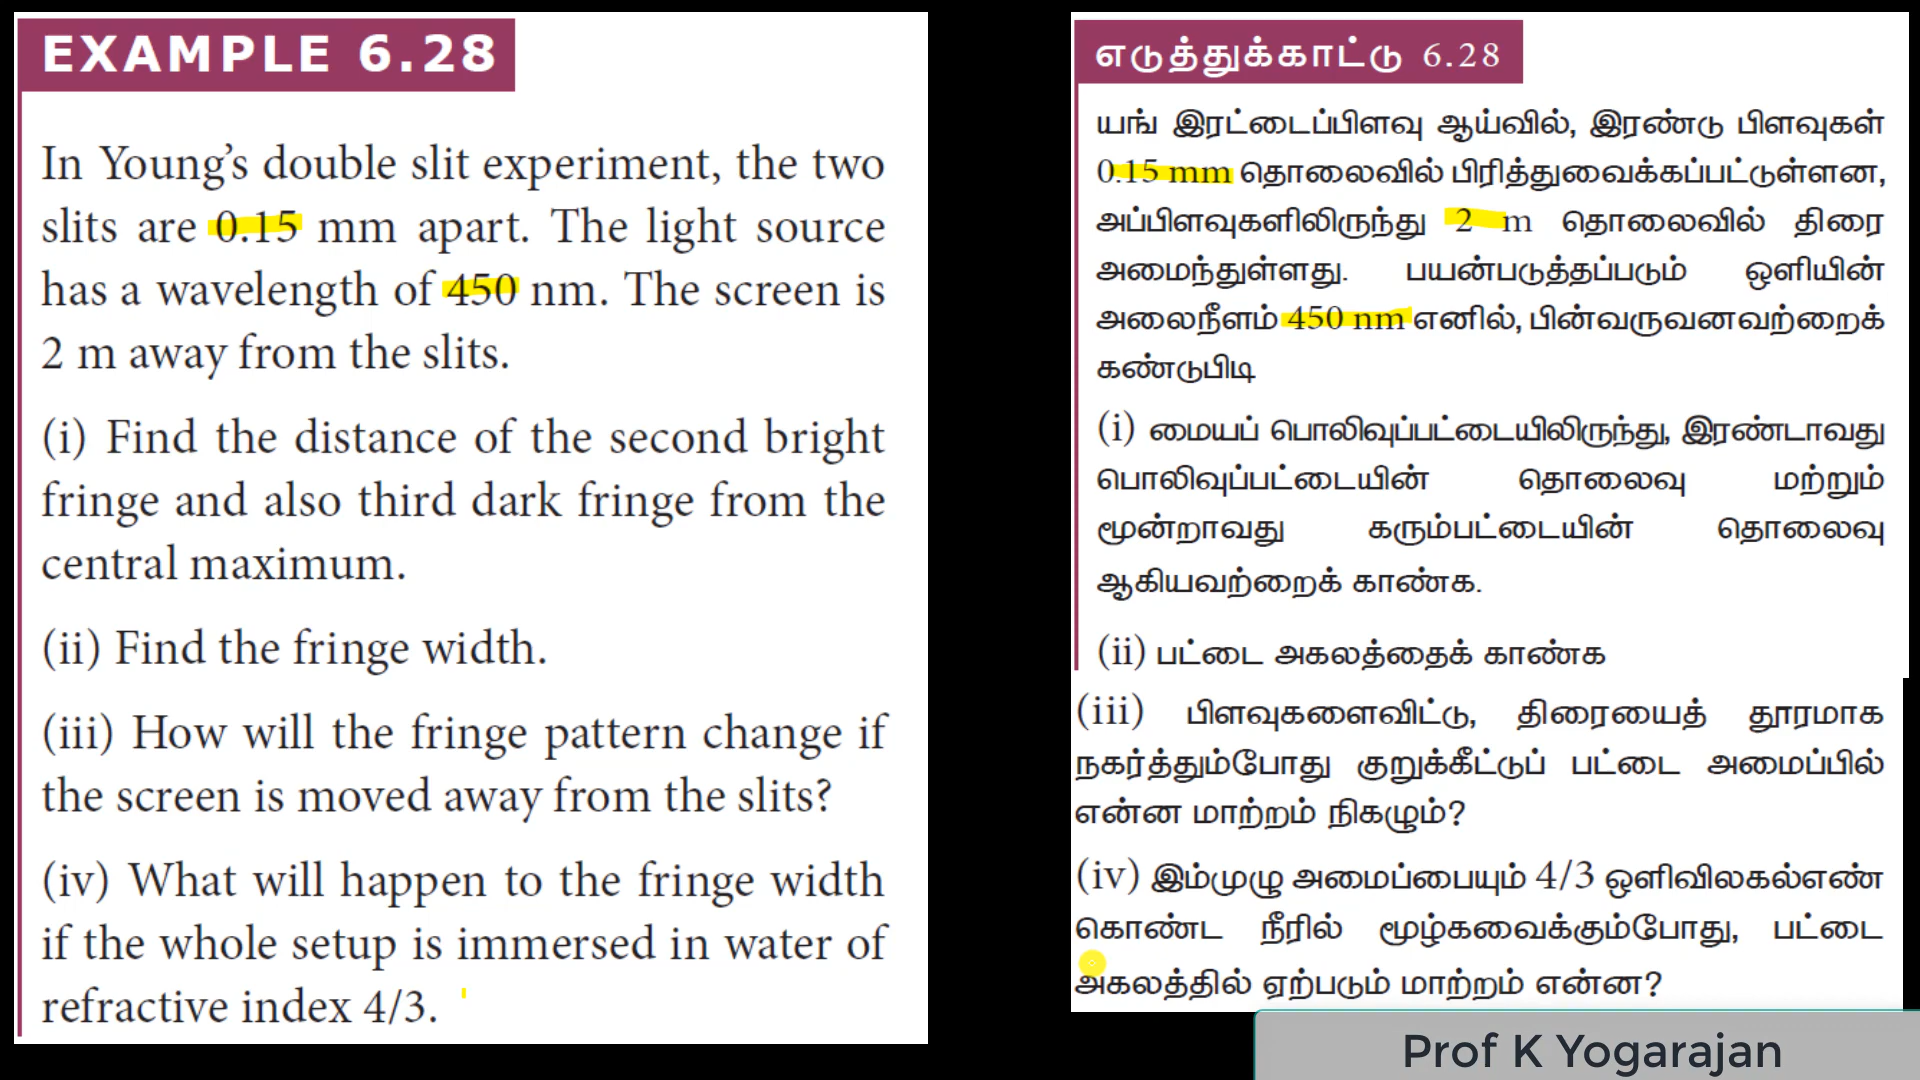 EXAMPLE 6.28
In Young’s double slit experiment, the two
slits are 0.15 mm apart. The light source
has a wavelength of 450 nm. The screen is
2 m away from the slits.
(i) Find the distance of the second bright
fringe and also third dark fringe from the
central maximum.
(ii) Find the fringe width.
(iii) How will the fringe pattern change if
the screen is moved away from the slits?
(iv) What will happen to the fringe width
if the whole setup is immersed in water of
refractive index 4/3.
எடுத்துக்காட்டு 6.28
யங் இரட்டைப்பிளவு ஆய்வில், இரண்டு பிளவுகள்
0.15 mm தொலைவில் பிரித்துவைக்கப்பட்டுள்ளன,
அப்பிளவுகளிலிருந்து 2 m தொலைவில் திரை
அமைந்துள்ளது. பயன்படுத்தப்படும் ஒளியின்
அலைநீளம் 450 nm எனில், பின்வருவனவற்றைக்
கண்டுபிடி
(i) மையப் பொலிவுப்பட்டையிலிருந்து, இரண்டாவது
பொலிவுப்பட்டையின் தொலைவு மற்றும்
மூன்றாவது கரும்பட்டையின் தொலைவு
ஆகியவற்றைக் காண்க.
(ii) பட்டை அகலத்தைக் காண்க
(iii) பிளவுகளைவிட்டு, திரையைத் தூரமாக
நகர்த்தும்போது குறுக்கீட்டுப் பட்டை அமைப்பில்
என்ன மாற்றம் நிகழும்?
(iv) இம்முழு அமைப்பையும் 4/3 ஒளிவிலகல்எண்
கொண்ட நீரில் மூழ்கவைக்கும்போது, பட்டை
அகலத்தில் ஏற்படும் மாற்றம் என்ன?
Prof K Yogarajan